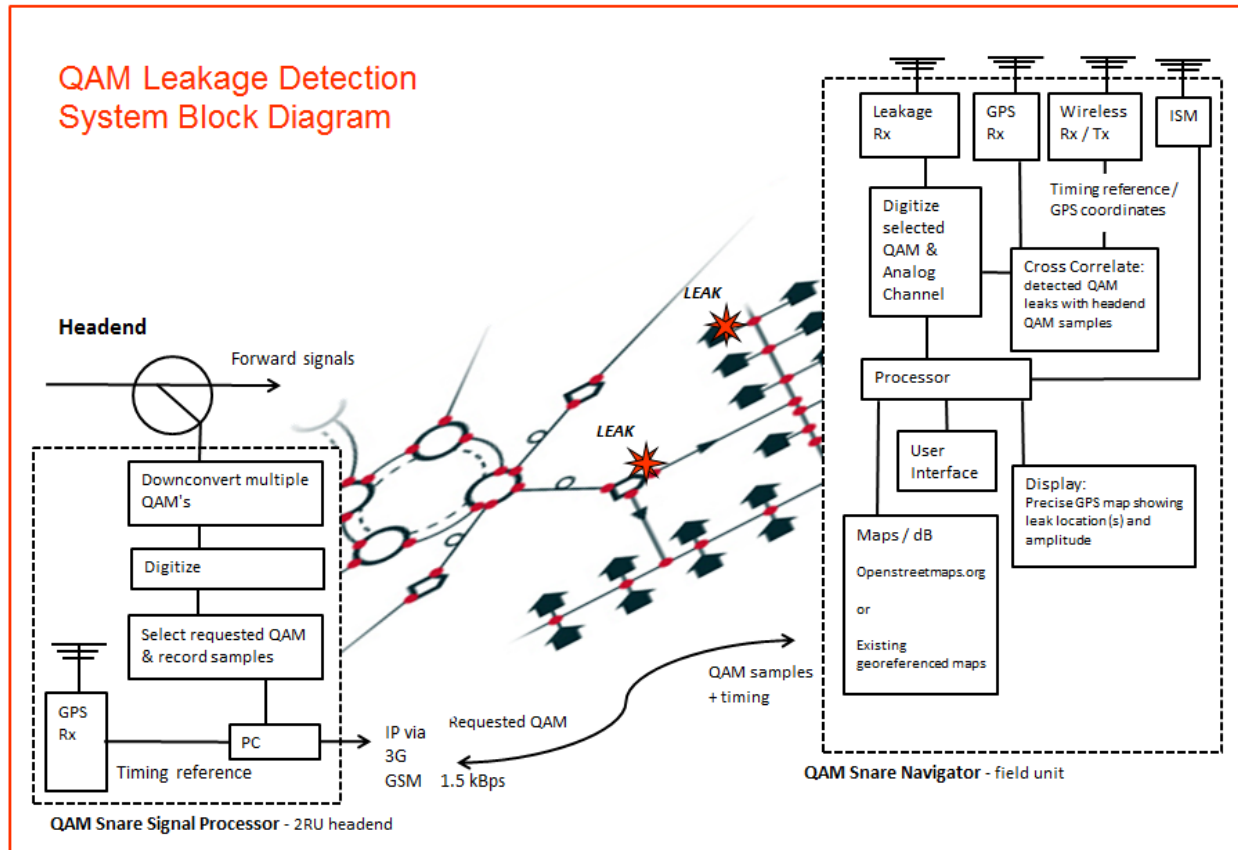 QAM Leakage Detection
System Block Diagram
Headend
Forward signals
Downconvert multiple
QAM's
Digitize
Select requested QAM
& record samples
GPS
Rx
PC
Timing reference
QAM Snare Signal Processor - 2RU headend
IP via
3G
GSM 1.5 kBps
Requested QAM
QAM samples
+ timing
LEAK
LEAK
Leakage
Rx
GPS
Rx
Wireless
Rx / Tx
ISM
Timing reference/
GPS coordinates
Digitize
selected
QAM &
Analog
Channel
Cross Correlate:
detected QAM
leaks with headend
QAM samples
Processor
User
Interface
Display:
Precise GPS map showing
leak location(s) and
amplitude
Maps / dB
Openstreetmaps.org
or
Existing
georeferenced maps
QAM Snare Navigator - field unit